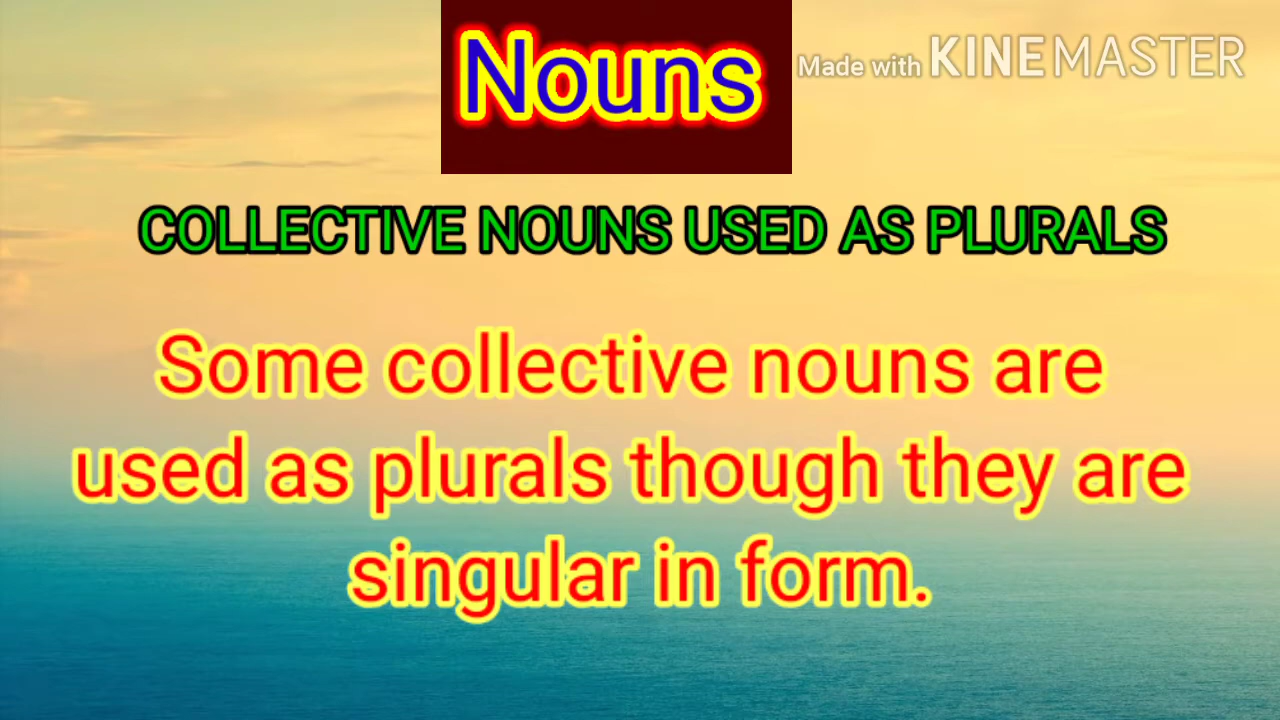 Nouns
Made with KINEMASTER
COLLECTIVE NOUNS USED AS PLURALS
Some collective nouns are
used as plurals though they are
singular in form.